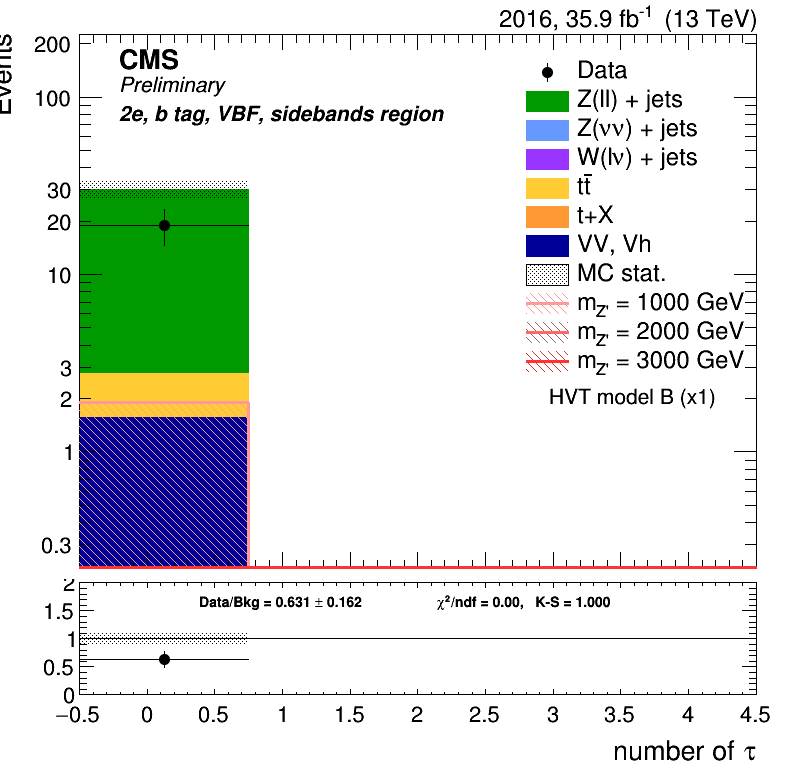 2016, 35.9 fb⁻¹ (13 TeV)
Events
CMS
Preliminary
2e, b tag, VBF, sidebands region
Data
Z(ll) + jets
Z(νν) + jets
W(lν) + jets
tt̄
t+X
VV, Vh
MC stat.
m_Z' = 1000 GeV
m_Z' = 2000 GeV
m_Z' = 3000 GeV
HVT model B (x1)
200
100
30
20
10
3
2
1
0.3
Data/Bkg = 0.631 ± 0.162 χ²/ndf = 0.00, K-S = 1.000
2
1.5
1
0.5
0
−0.5 0 0.5 1 1.5 2 2.5 3 3.5 4 4.5
number of τ